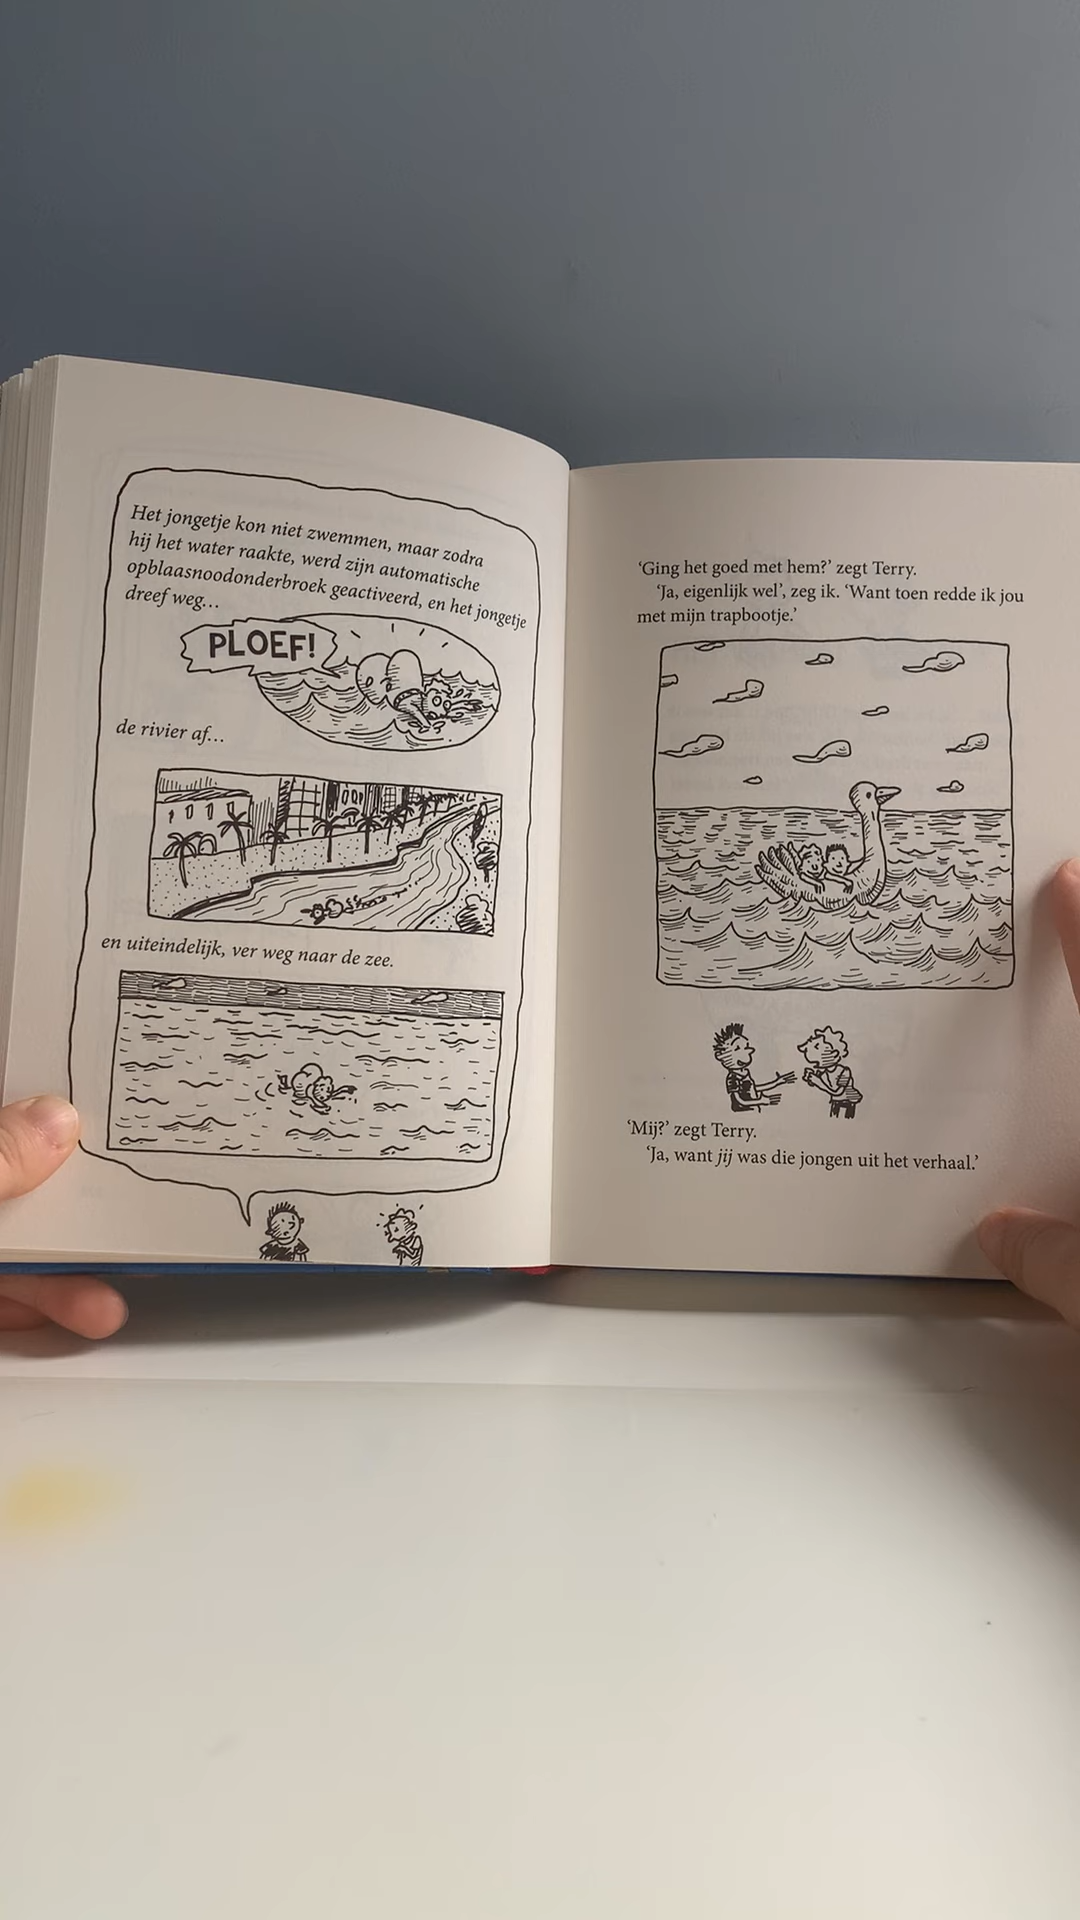 Het jongetje kon niet zwemmen, maar zodra
hij het water raakte, werd zijn automatische
opblaasnoodonderbroek geactiveerd, en het jongetje
dreef weg…
PLOEF!
de rivier af…
en uiteindelijk, ver weg naar de zee.
‘Ging het goed met hem?’ zegt Terry.
‘Ja, eigenlijk wel’, zeg ik. ‘Want toen redde ik jou
met mijn trapbootje.’
‘Mij?’ zegt Terry.
‘Ja, want jij was die jongen uit het verhaal.’